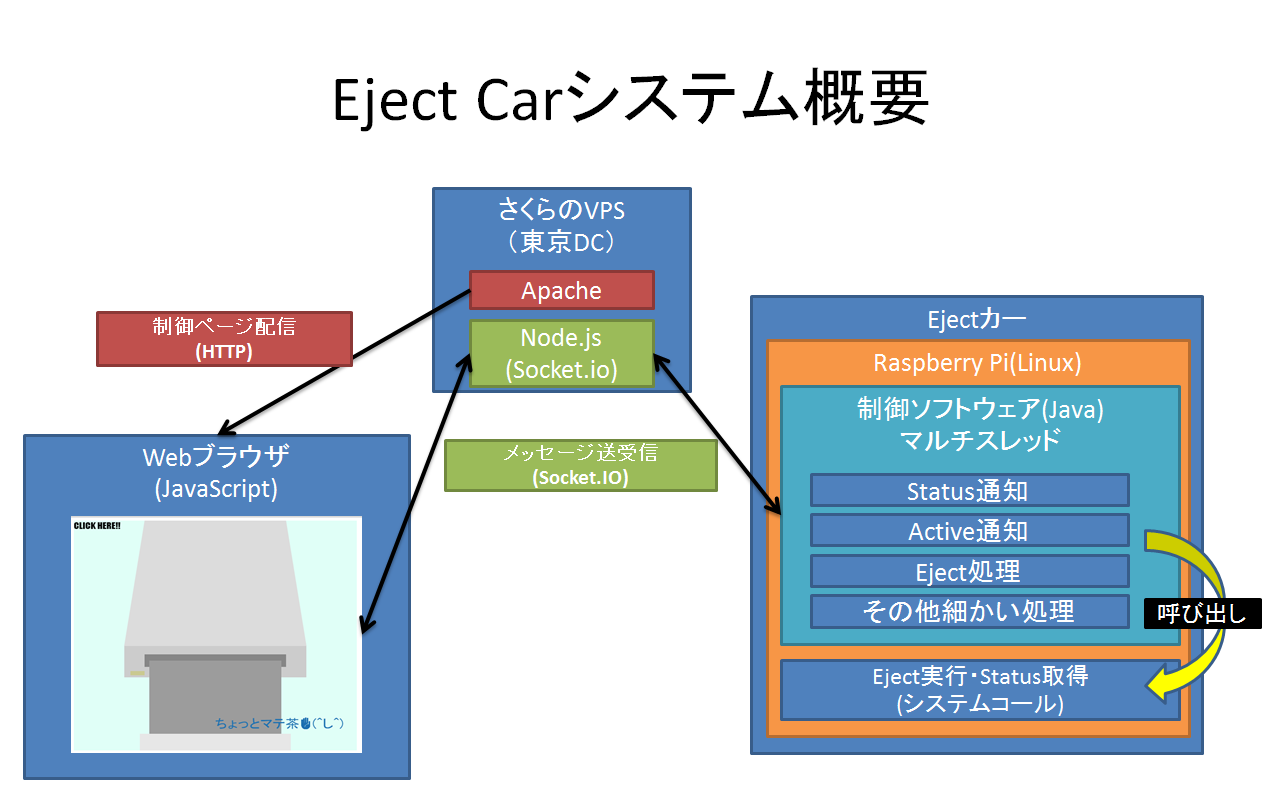 Eject Carシステム概要
さくらのVPS
（東京DC）
Apache
Node.js
(Socket.io)
制御ページ配信
(HTTP)
メッセージ送受信
(Socket.IO)
Webブラウザ
(JavaScript)
CLICK HERE!!
ちょっとマテ茶✋(^し^)
Ejectカー
Raspberry Pi(Linux)
制御ソフトウェア(Java)
マルチスレッド
Status通知
Active通知
Eject処理
その他細かい処理
呼び出し
Eject実行・Status取得
(システムコール)